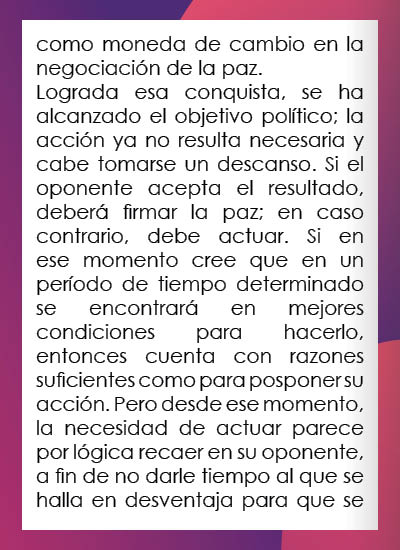 como moneda de cambio en la
negociación de la paz.
Lograda esa conquista, se ha
alcanzado el objetivo político; la
acción ya no resulta necesaria y
cabe tomarse un descanso. Si el
oponente acepta el resultado,
deberá firmar la paz; en caso
contrario, debe actuar. Si en
ese momento cree que en un
período de tiempo determinado
se encontrará en mejores
condiciones para hacerlo,
entonces cuenta con razones
suficientes como para posponer su
acción. Pero desde ese momento,
la necesidad de actuar parece
por lógica recaer en su oponente,
a fin de no darle tiempo al que se
halla en desventaja para que se